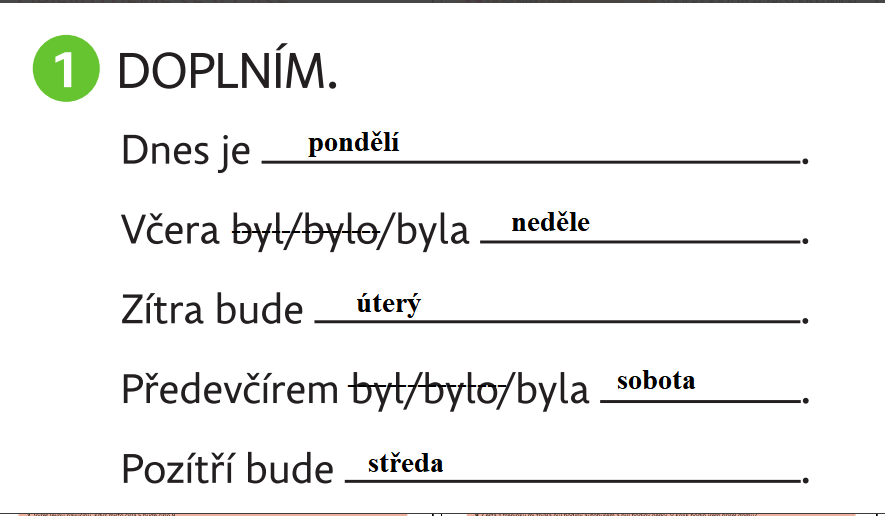 1 DOPLNÍM.
Dnes je pondělí.
Včera byl/bylo/byla neděle.
Zítra bude úterý.
Předevčírem byl/bylo/byla sobota.
Pozítří bude středa.